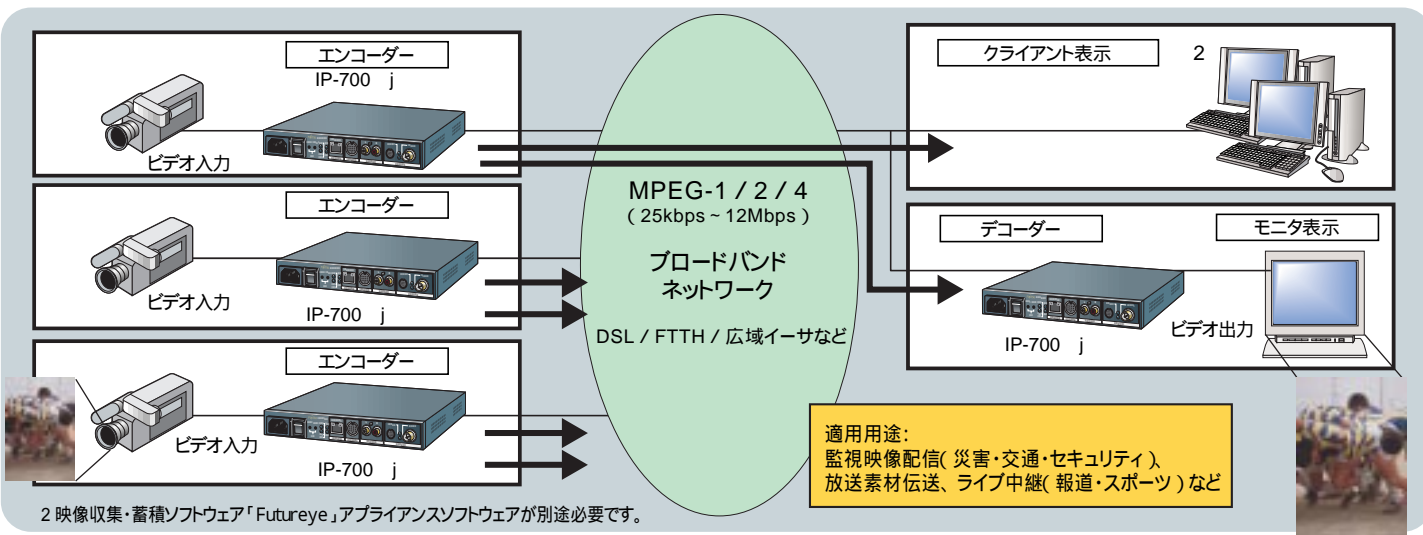 エンコーダー
IP-700 j
ビデオ入力
エンコーダー
ビデオ入力
IP-700 j
エンコーダー
ビデオ入力
IP-700 j
MPEG-1 / 2 / 4
( 25kbps ~ 12Mbps )
ブロードバンド
ネットワーク
DSL / FTTH / 広域イーサなど
クライアント表示 2
デコーダー
モニタ表示
ビデオ出力
IP-700 j
適用用途:
監視映像配信( 災害・交通・セキュリティ )、
放送素材伝送、ライブ中継( 報道・スポーツ ) など
2 映像収集・蓄積ソフトウェア「 Futureye 」アプライアンスソフトウェアが別途必要です。